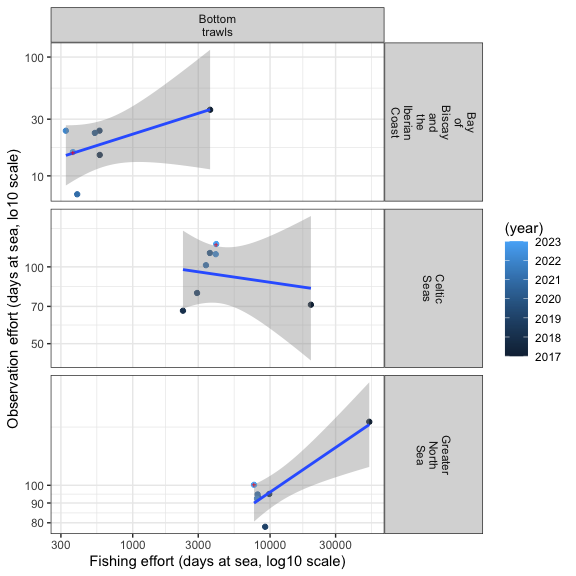 Bottom
trawls
100
30
10
Bay
of
Biscay
and
the
Iberian
Coast
100
70
50
Celtic
Seas
100
90
80
Greater
North
Sea
300
1000
3000
10000
30000
Fishing effort (days at sea, log10 scale)
Observation effort (days at sea, lo10 scale)
(year)
2023
2022
2021
2020
2019
2018
2017